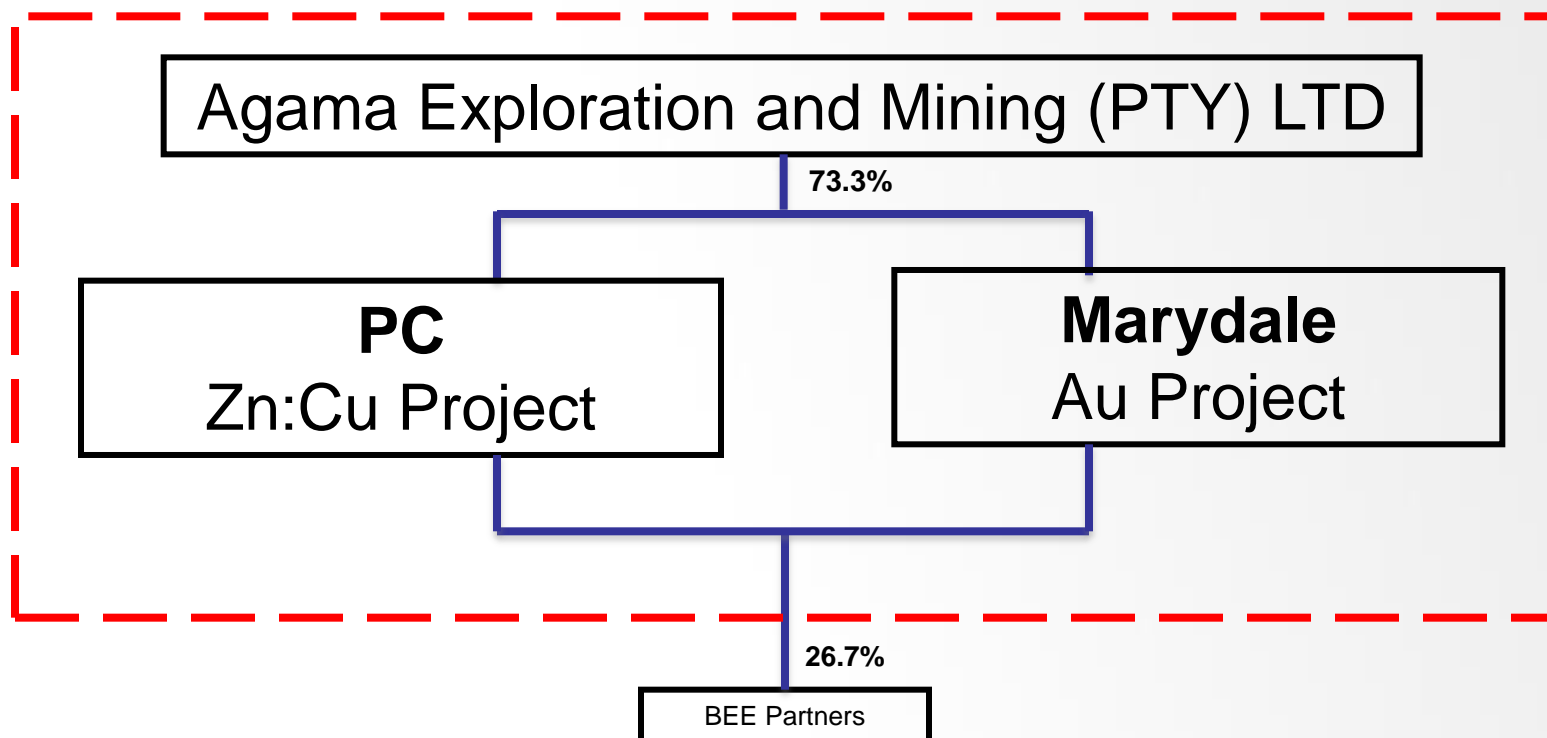 Agama Exploration and Mining (PTY) LTD
73.3%
PC
Zn:Cu Project
Marydale
Au Project
26.7%
BEE Partners